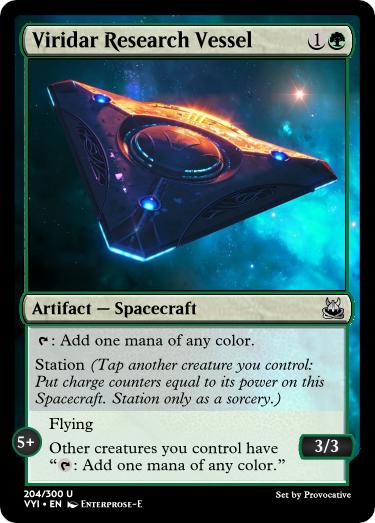 Viridar Research Vessel 1
Artifact — Spacecraft
: Add one mana of any color.
Station (Tap another creature you control:
Put charge counters equal to its power on this
Spacecraft. Station only as a sorcery.)
Flying
5+
Other creatures you control have
“: Add one mana of any color.”
3/3
204/300 U
VYI • EN Enterprose-E
Set by Provocative